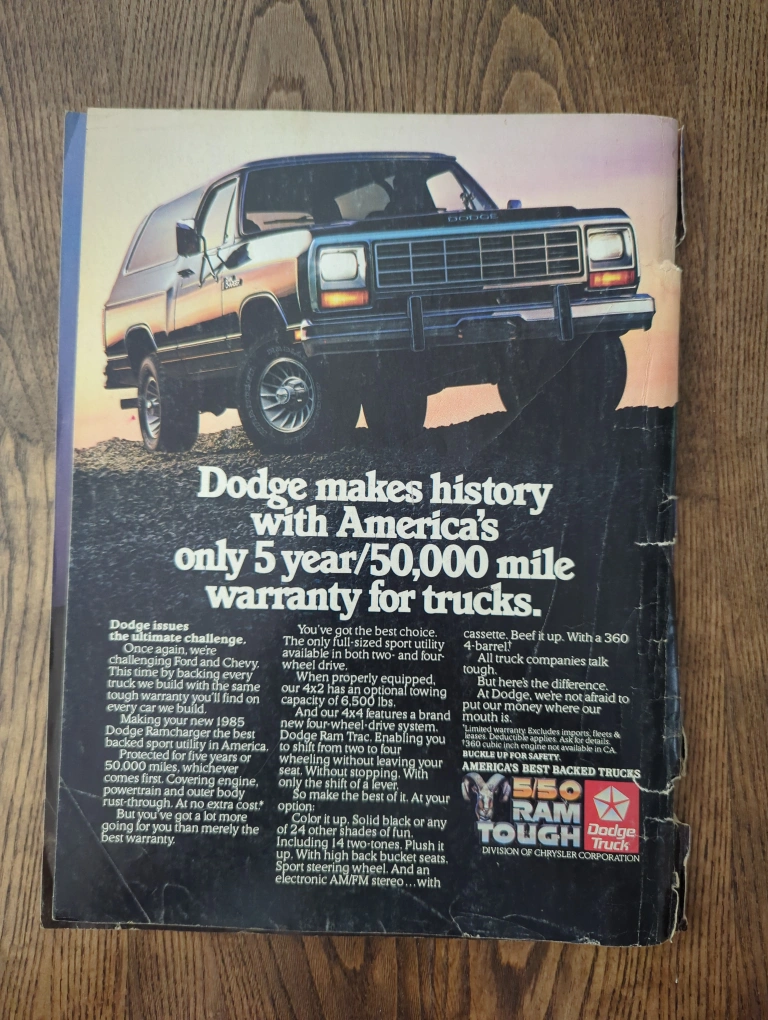 DODGE
Dodge makes history
with America's
only 5 year/50,000 mile
warranty for trucks.
Dodge issues
the ultimate challenge.
Once again, we're
challenging Ford and Chevy.
This time by backing every
truck we build with the same
tough warranty you'll find on
every car we build.
Making your new 1985
Dodge Ramcharger the best
backed sport utility in America.
Protected for five years or
50,000 miles, whichever
comes first. Covering engine,
powertrain and outer body
rust-through. At no extra cost.*
But you've got a lot more
going for you than merely the
best warranty.
You've got the best choice.
The only full-sized sport utility
available in both two- and four-
wheel drive.
When properly equipped,
our 4x2 has an optional towing
capacity of 6,500 lbs.
And our 4x4 features a brand
new four-wheel-drive system.
Dodge Ram Trac. Enabling you
to shift from two to four
wheeling without leaving your
seat. Without stopping. With
only the shift of a lever.
So make the best of it. At your
option:
Color it up. Solid black or any
of 24 other shades of fun.
Including 14 two-tones. Plush it
up. With high back bucket seats.
Sport steering wheel. And an
electronic AM/FM stereo...with
cassette. Beef it up. With a 360
4-barrel†
All truck companies talk
tough.
But here's the difference.
At Dodge, we're not afraid to
put our money where our
mouth is.
*Limited warranty. Excludes imports, fleets &
leases. Deductible applies. Ask for details.
†360 cubic inch engine not available in CA.
BUCKLE UP FOR SAFETY.
AMERICA'S BEST BACKED TRUCKS
5/50
RAM
TOUGH
Dodge
Truck
DIVISION OF CHRYSLER CORPORATION